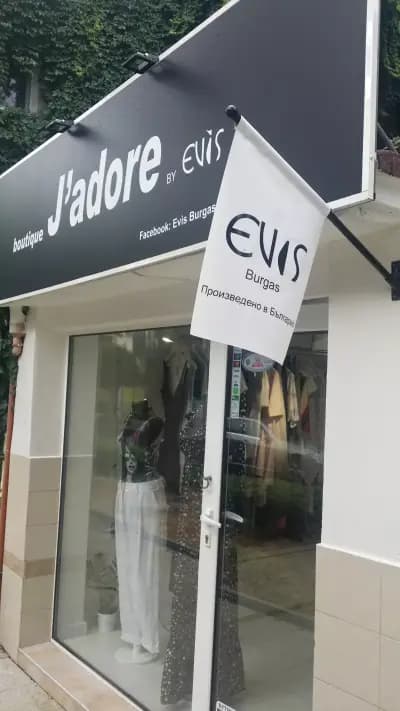 boutique J'adore BY EVIS
Facebook: Evis Burgas
EVIS
Burgas
Произведено в България